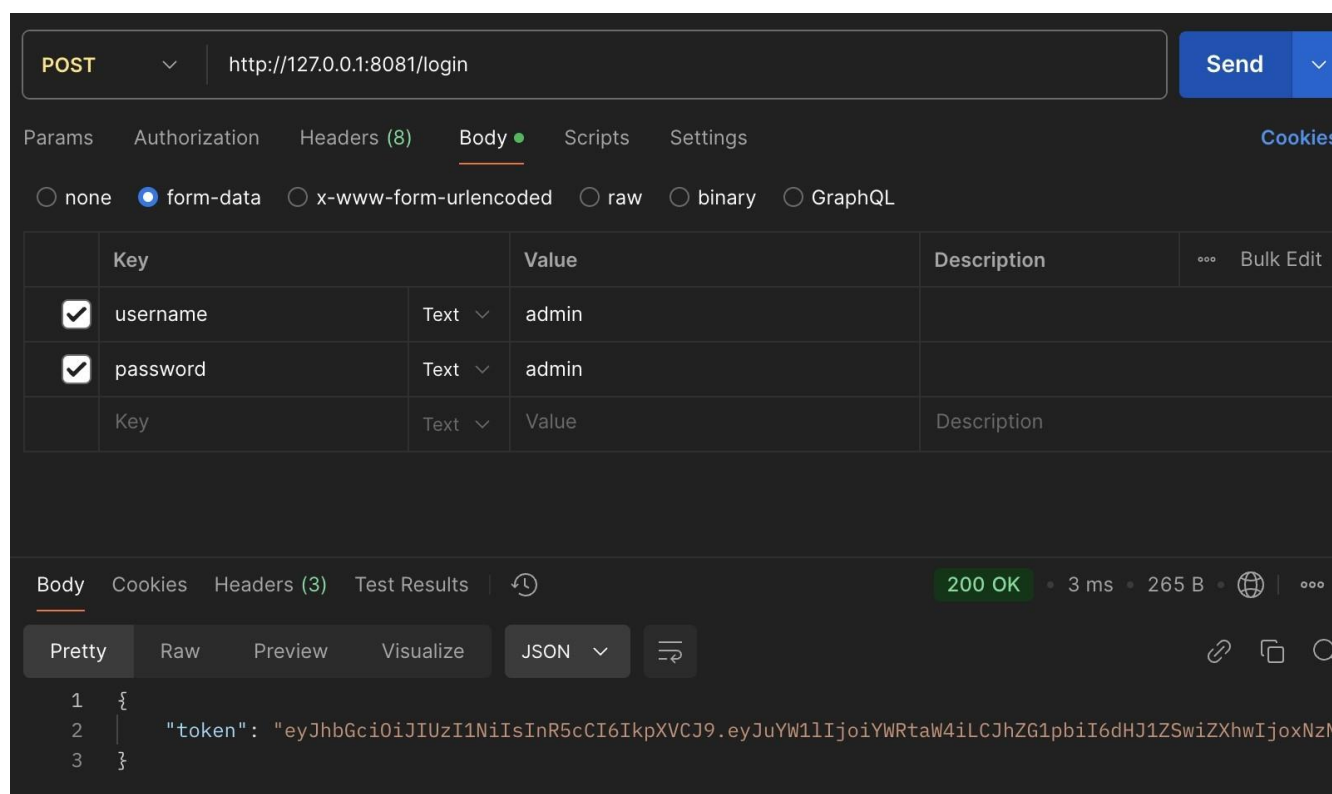 POST http://127.0.0.1:8081/login Send
Params Authorization Headers (8) Body Scripts Settings Cookies
none form-data x-www-form-urlencoded raw binary GraphQL
Key Value Description Bulk Edit
username Text admin
password Text admin
Key Text Value Description
Body Cookies Headers (3) Test Results 200 OK 3 ms 265 B
Pretty Raw Preview Visualize JSON
1 {
2 "token": "eyJhbGciOiJIUzI1NiIsInR5cCI6IkpXVCJ9.eyJuYW1lIjoiYWRtaW4iLCJhZG1pbiI6dHJ1ZSwiZXhwIjoxNzM
3 }